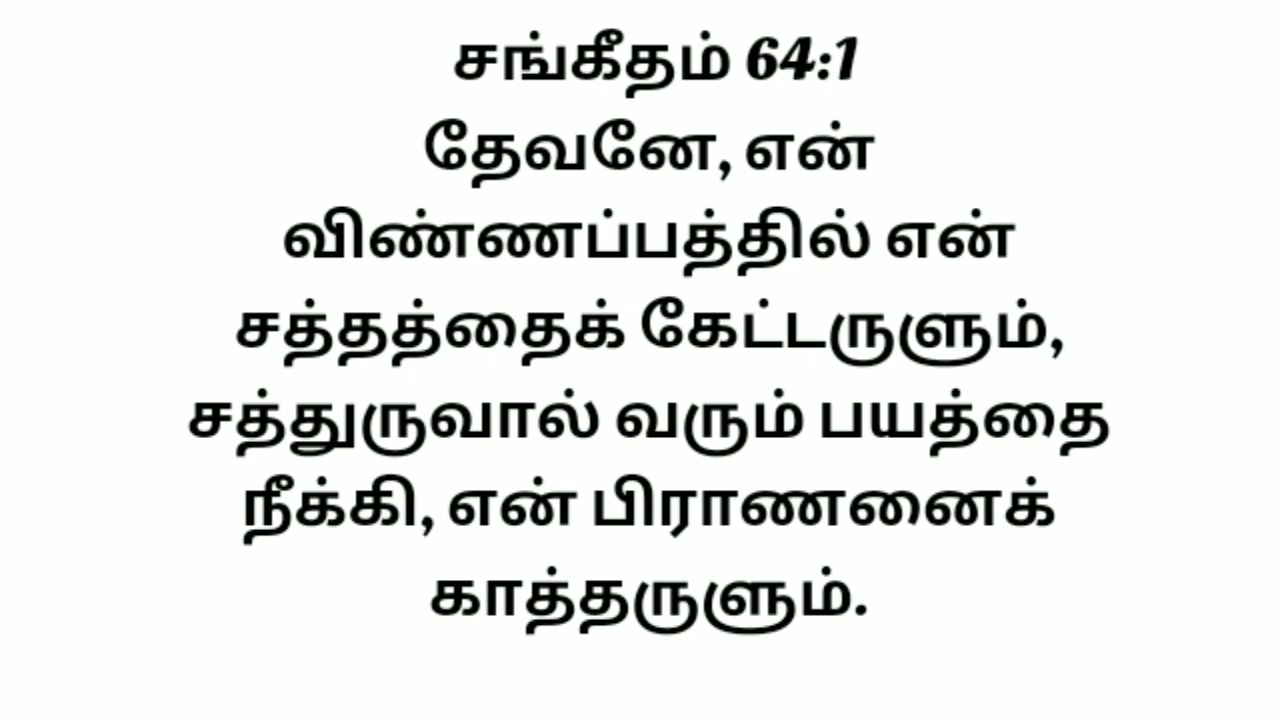 சங்கீதம் 64:1
தேவனே, என்
விண்ணப்பத்தில் என்
சத்தத்தைக் கேட்டருளும்,
சத்துருவால் வரும் பயத்தை
நீக்கி, என் பிராணனைக்
காத்தருளும்.